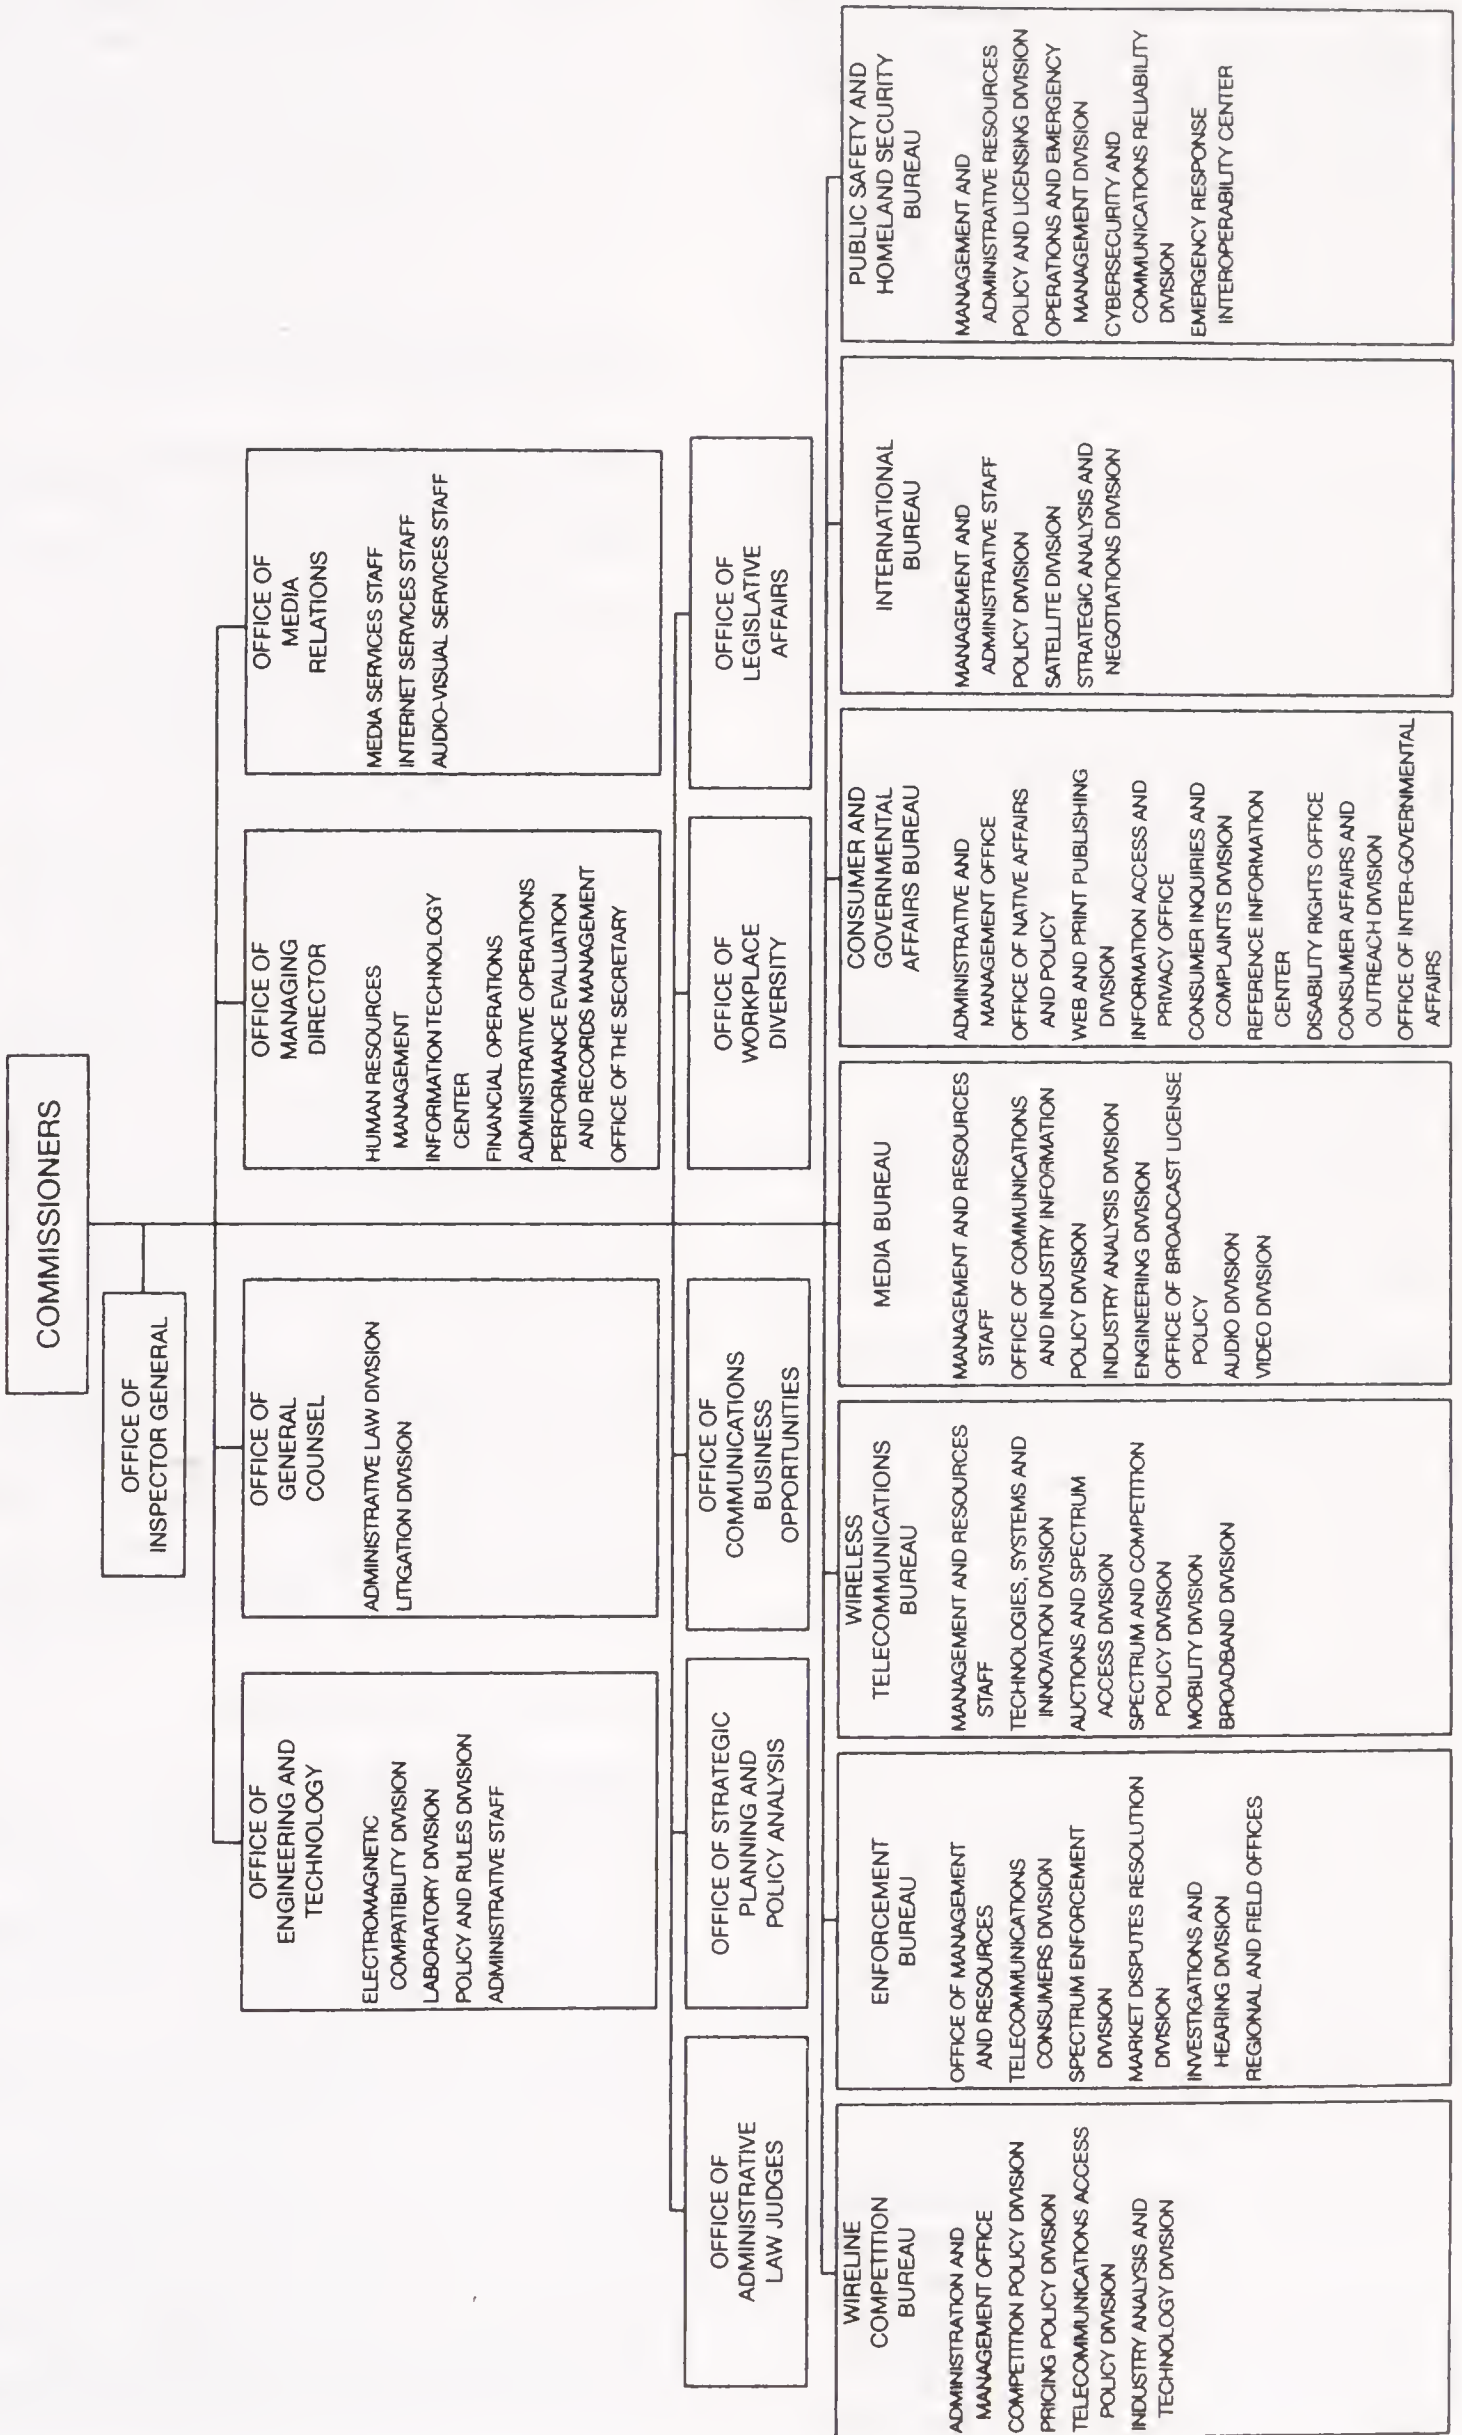 COMMISSIONERS
OFFICE OF
INSPECTOR GENERAL
OFFICE OF
ENGINEERING AND
TECHNOLOGY
ELECTROMAGNETIC
COMPATIBILITY DIVISION
LABORATORY DIVISION
POLICY AND RULES DIVISION
ADMINISTRATIVE STAFF
OFFICE OF
GENERAL
COUNSEL
ADMINISTRATIVE LAW DIVISION
LITIGATION DIVISION
OFFICE OF
MANAGING
DIRECTOR
HUMAN RESOURCES
MANAGEMENT
INFORMATION TECHNOLOGY
CENTER
FINANCIAL OPERATIONS
ADMINISTRATIVE OPERATIONS
PERFORMANCE EVALUATION
AND RECORDS MANAGEMENT
OFFICE OF THE SECRETARY
OFFICE OF
MEDIA
RELATIONS
MEDIA SERVICES STAFF
INTERNET SERVICES STAFF
AUDIO-VISUAL SERVICES STAFF
OFFICE OF
ADMINISTRATIVE
LAW JUDGES
OFFICE OF STRATEGIC
PLANNING AND
POLICY ANALYSIS
OFFICE OF
COMMUNICATIONS
BUSINESS
OPPORTUNITIES
OFFICE OF
WORKPLACE
DIVERSITY
OFFICE OF
LEGISLATIVE
AFFAIRS
WIRELINE
COMPETITION
BUREAU
ADMINISTRATION AND
MANAGEMENT OFFICE
COMPETITION POLICY DIVISION
PRICING POLICY DIVISION
TELECOMMUNICATIONS ACCESS
POLICY DIVISION
INDUSTRY ANALYSIS AND
TECHNOLOGY DIVISION
ENFORCEMENT
BUREAU
OFFICE OF MANAGEMENT
AND RESOURCES
TELECOMMUNICATIONS
CONSUMERS DIVISION
SPECTRUM ENFORCEMENT
DIVISION
MARKET DISPUTES RESOLUTION
DIVISION
INVESTIGATIONS AND
HEARING DIVISION
REGIONAL AND FIELD OFFICES
WIRELESS
TELECOMMUNICATIONS
BUREAU
MANAGEMENT AND RESOURCES
STAFF
TECHNOLOGIES, SYSTEMS AND
INNOVATION DIVISION
AUCTIONS AND SPECTRUM
ACCESS DIVISION
SPECTRUM AND COMPETITION
POLICY DIVISION
MOBILITY DIVISION
BROADBAND DIVISION
MEDIA BUREAU
MANAGEMENT AND RESOURCES
STAFF
OFFICE OF COMMUNICATIONS
AND INDUSTRY INFORMATION
POLICY DIVISION
INDUSTRY ANALYSIS DIVISION
ENGINEERING DIVISION
OFFICE OF BROADCAST LICENSE
POLICY
AUDIO DIVISION
VIDEO DIVISION
CONSUMER AND
GOVERNMENTAL
AFFAIRS BUREAU
ADMINISTRATIVE AND
MANAGEMENT OFFICE
OFFICE OF NATIVE AFFAIRS
AND POLICY
WEB AND PRINT PUBLISHING
DIVISION
INFORMATION ACCESS AND
PRIVACY OFFICE
CONSUMER INQUIRIES AND
COMPLAINTS DIVISION
REFERENCE INFORMATION
CENTER
DISABILITY RIGHTS OFFICE
CONSUMER AFFAIRS AND
OUTREACH DIVISION
OFFICE OF INTER-GOVERNMENTAL
AFFAIRS
INTERNATIONAL
BUREAU
MANAGEMENT AND
ADMINISTRATIVE STAFF
POLICY DIVISION
SATELLITE DIVISION
STRATEGIC ANALYSIS AND
NEGOTIATIONS DIVISION
PUBLIC SAFETY AND
HOMELAND SECURITY
BUREAU
MANAGEMENT AND
ADMINISTRATIVE RESOURCES
POLICY AND LICENSING DIVISION
OPERATIONS AND EMERGENCY
MANAGEMENT DIVISION
CYBERSECURITY AND
COMMUNICATIONS RELIABILITY
DIVISION
EMERGENCY RESPONSE
INTEROPERABILITY CENTER